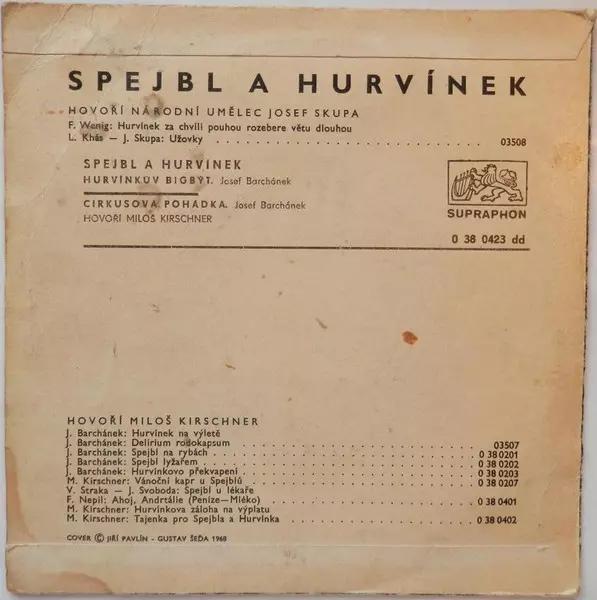 SPEJBL A HURVÍNEK
HOVOŘÍ NÁRODNÍ UMĚLEC JOSEF SKUPA
F. Wenig: Hurvínek za chvíli pouhou rozebere větu dlouhou
L. Khás — J. Skupa: Užovky . . . . . . . . . . . . . . . . . . . . . . . . . . . 03508
SPEJBL A HURVÍNEK
HURVÍNKŮV BIGBÝT. Josef Barchánek
CIRKUSOVÁ POHÁDKA. Josef Barchánek
HOVOŘÍ MILOŠ KIRSCHNER
SUPRAPHON
0 38 0423 dd
HOVOŘÍ MILOŠ KIRSCHNER
J. Barchánek: Hurvínek na výletě
J. Barchánek: Delirium rodokapsum . . . . . . . . . . . . . . . . . . . . . . . . 03507
J. Barchánek: Spejbl na rybách . . . . . . . . . . . . . . . . . . . . . . . . 0 38 0201
J. Barchánek: Spejbl lyžařem . . . . . . . . . . . . . . . . . . . . . . . . 0 38 0202
J. Barchánek: Hurvínkovo překvapení . . . . . . . . . . . . . . . . . . . . . . 0 38 0203
M. Kirschner: Vánoční kapr u Spejblů . . . . . . . . . . . . . . . . . . . . . 0 38 0207
V. Straka — J. Svoboda: Spejbl u lékaře
F. Nepil: Ahoj, Andrtálie (Peníze—Mléko) . . . . . . . . . . . . . . . . . . . . 0 38 0401
M. Kirschner: Hurvínkova záloha na výplatu
M. Kirschner: Tajenka pro Spejbla a Hurvínka . . . . . . . . . . . . . . . . . . 0 38 0402
COVER © JIŘÍ PAVLÍN - GUSTAV ŠEĎA 1968